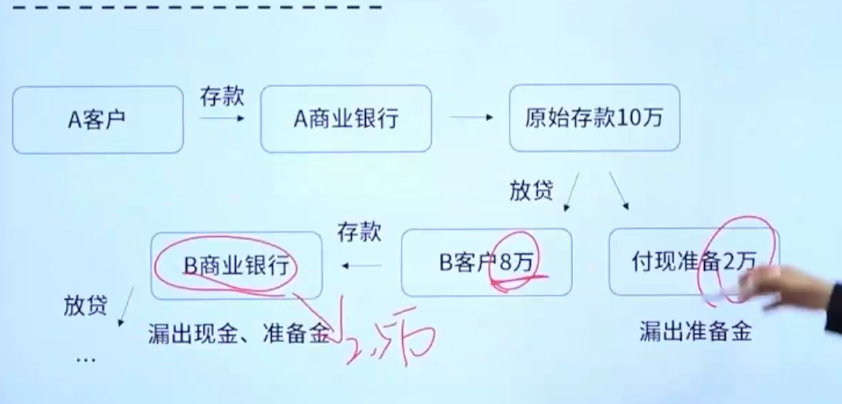 存款
A客户
A商业银行
原始存款10万
放贷
存款
B商业银行
B客户8万
付现准备2万
放贷
漏出现金、准备金
漏出准备金
...